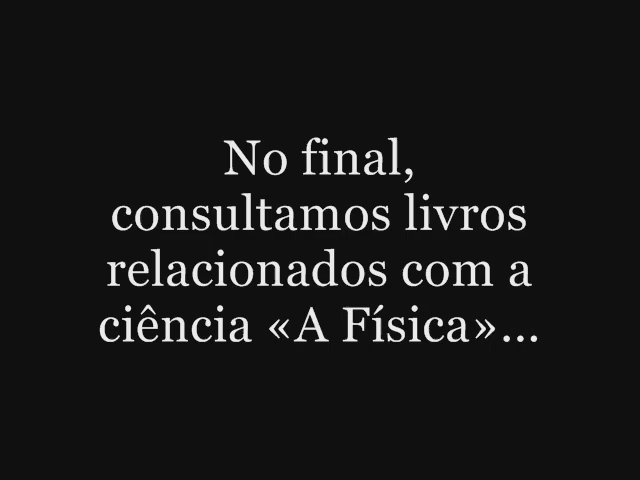 No final,
consultamos livros
relacionados com a
ciência «A Física»...